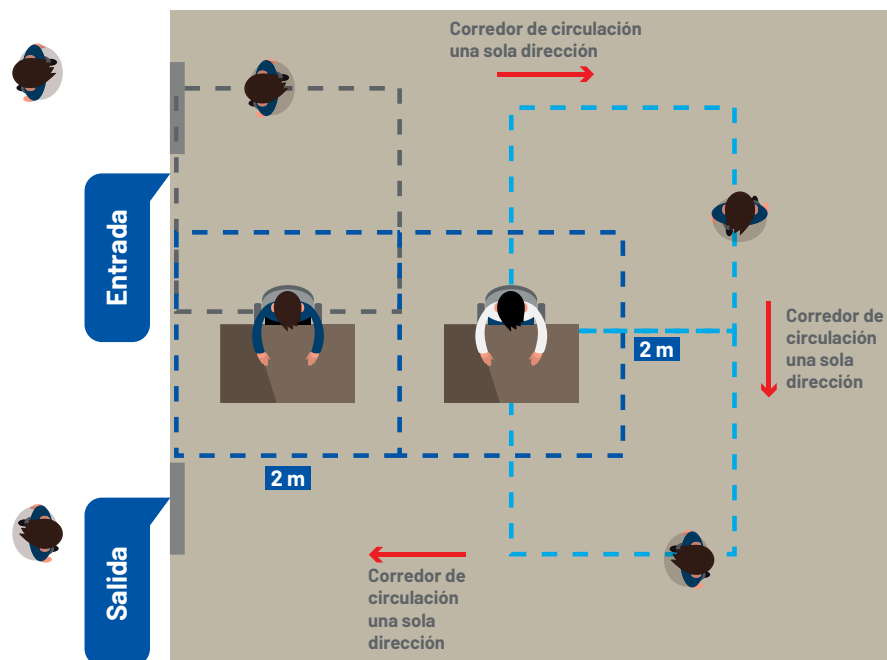 Corredor de circulación
una sola dirección
Entrada
Corredor de
circulación
una sola
dirección
2 m
2 m
Salida
Corredor de
circulación
una sola
dirección